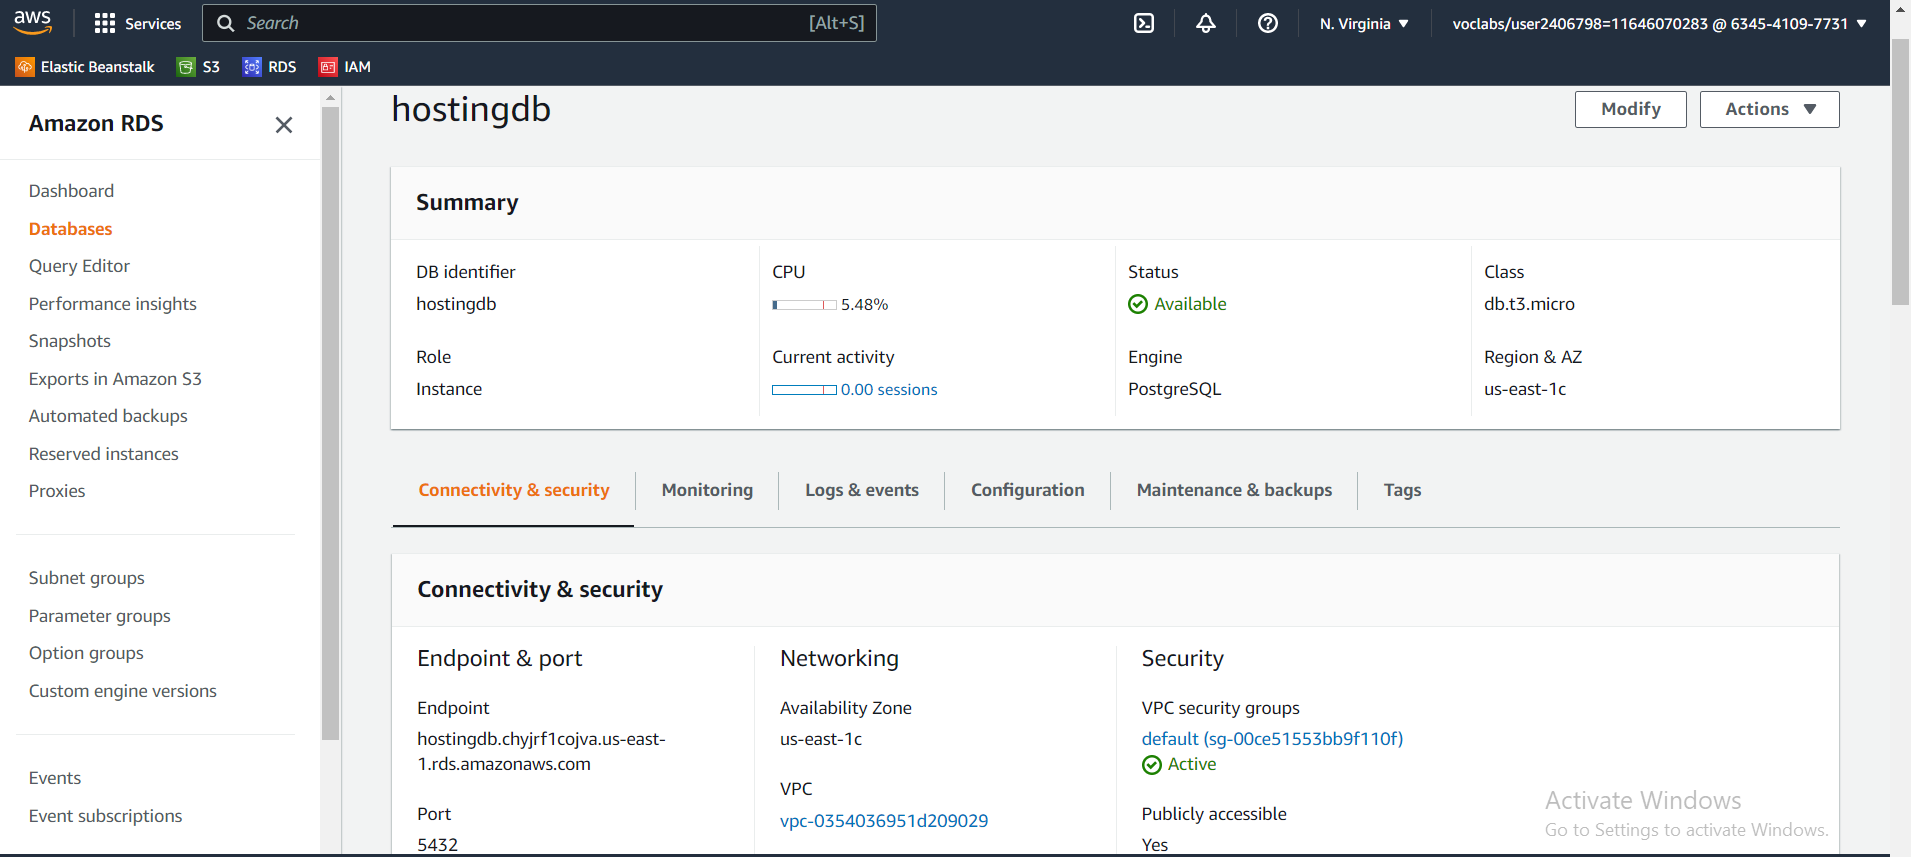 aws
Services
Search
[Alt+S]
N. Virginia
voclabs/user2406798=11646070283 @ 6345-4109-7731
Elastic Beanstalk
S3
RDS
IAM
Amazon RDS
Dashboard
Databases
Query Editor
Performance insights
Snapshots
Exports in Amazon S3
Automated backups
Reserved instances
Proxies
Subnet groups
Parameter groups
Option groups
Custom engine versions
Events
Event subscriptions
hostingdb
Modify
Actions
Summary
DB identifier
hostingdb
CPU
5.48%
Status
Available
Class
db.t3.micro
Role
Instance
Current activity
0.00 sessions
Engine
PostgreSQL
Region & AZ
us-east-1c
Connectivity & security
Monitoring
Logs & events
Configuration
Maintenance & backups
Tags
Connectivity & security
Endpoint & port
Endpoint
hostingdb.chyjrf1cojva.us-east-
1.rds.amazonaws.com
Port
5432
Networking
Availability Zone
us-east-1c
VPC
vpc-0354036951d209029
Security
VPC security groups
default (sg-00ce51553bb9f110f)
Active
Publicly accessible
Yes
Activate Windows
Go to Settings to activate Windows.